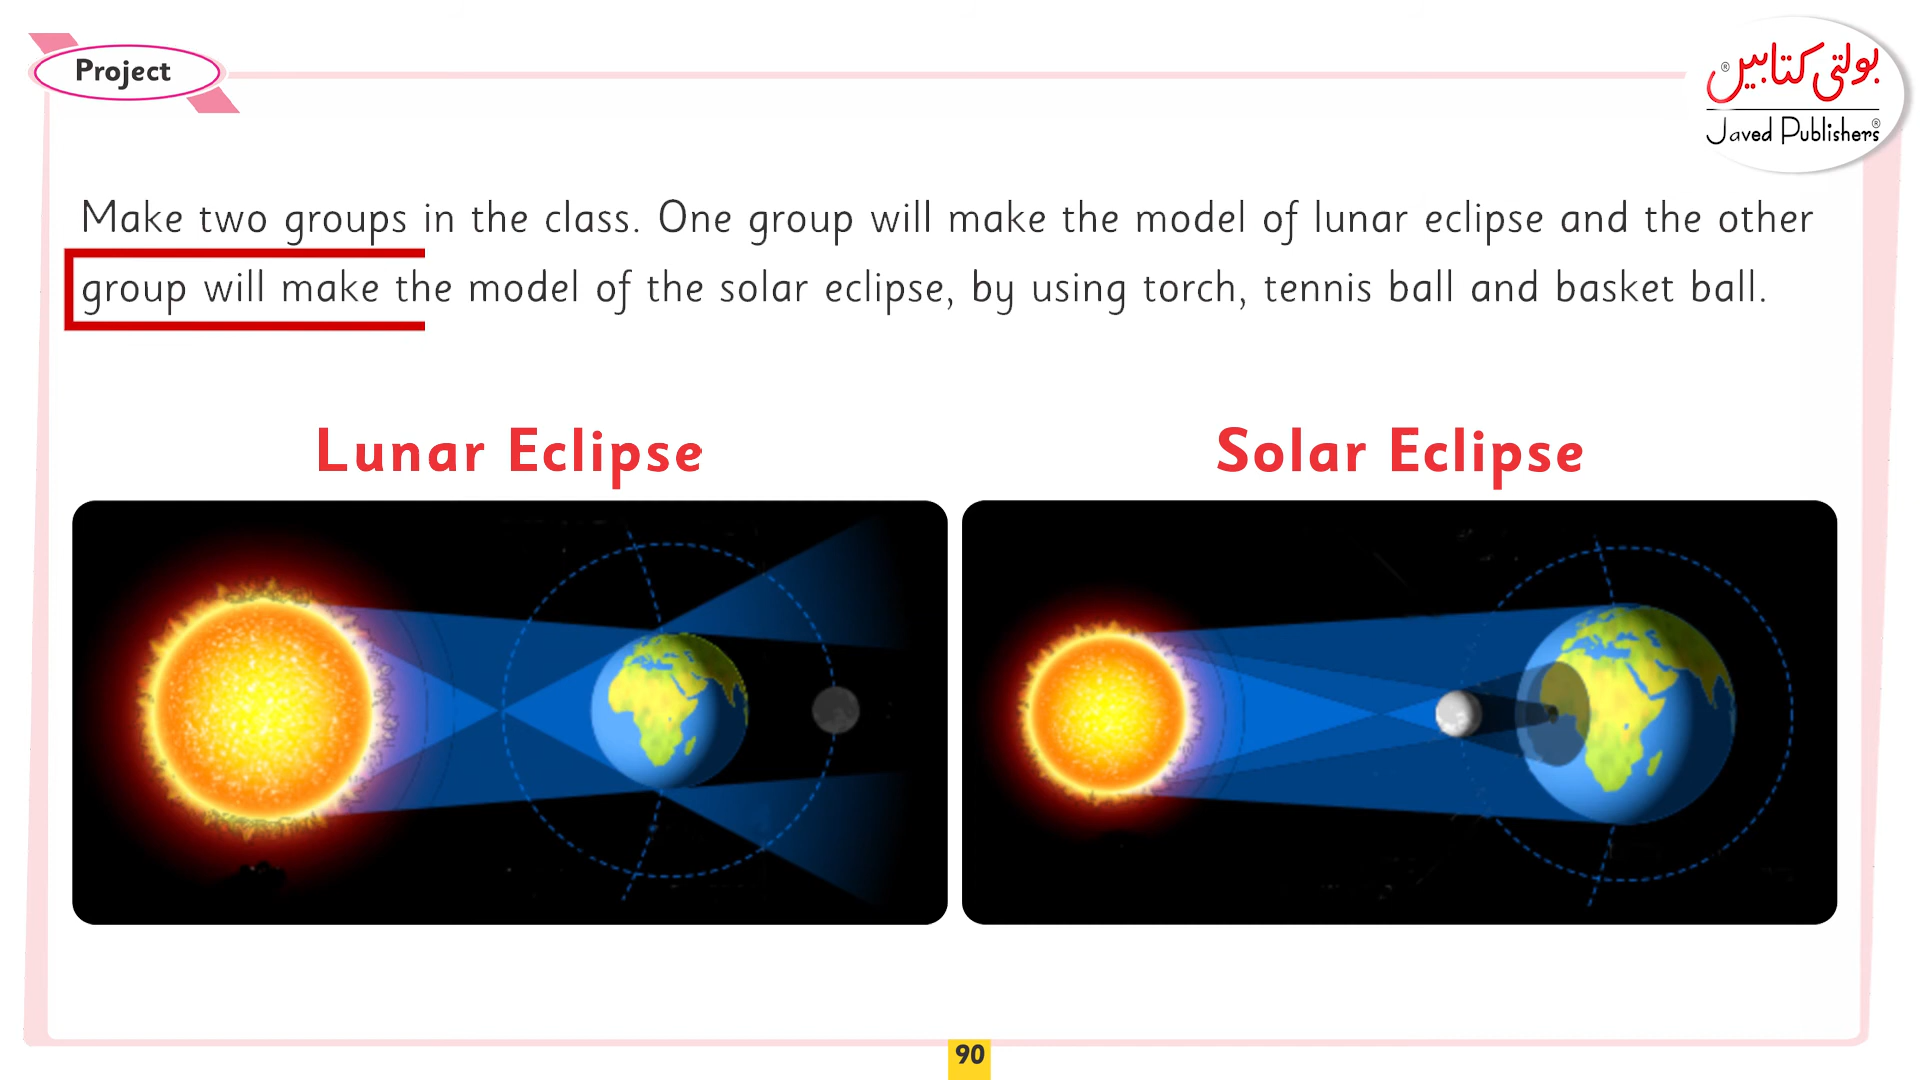 Project
بولتی کتابیں®
Javed Publishers®
Make two groups in the class. One group will make the model of lunar eclipse and the other
group will make the model of the solar eclipse, by using torch, tennis ball and basket ball.
Lunar Eclipse
Solar Eclipse
90